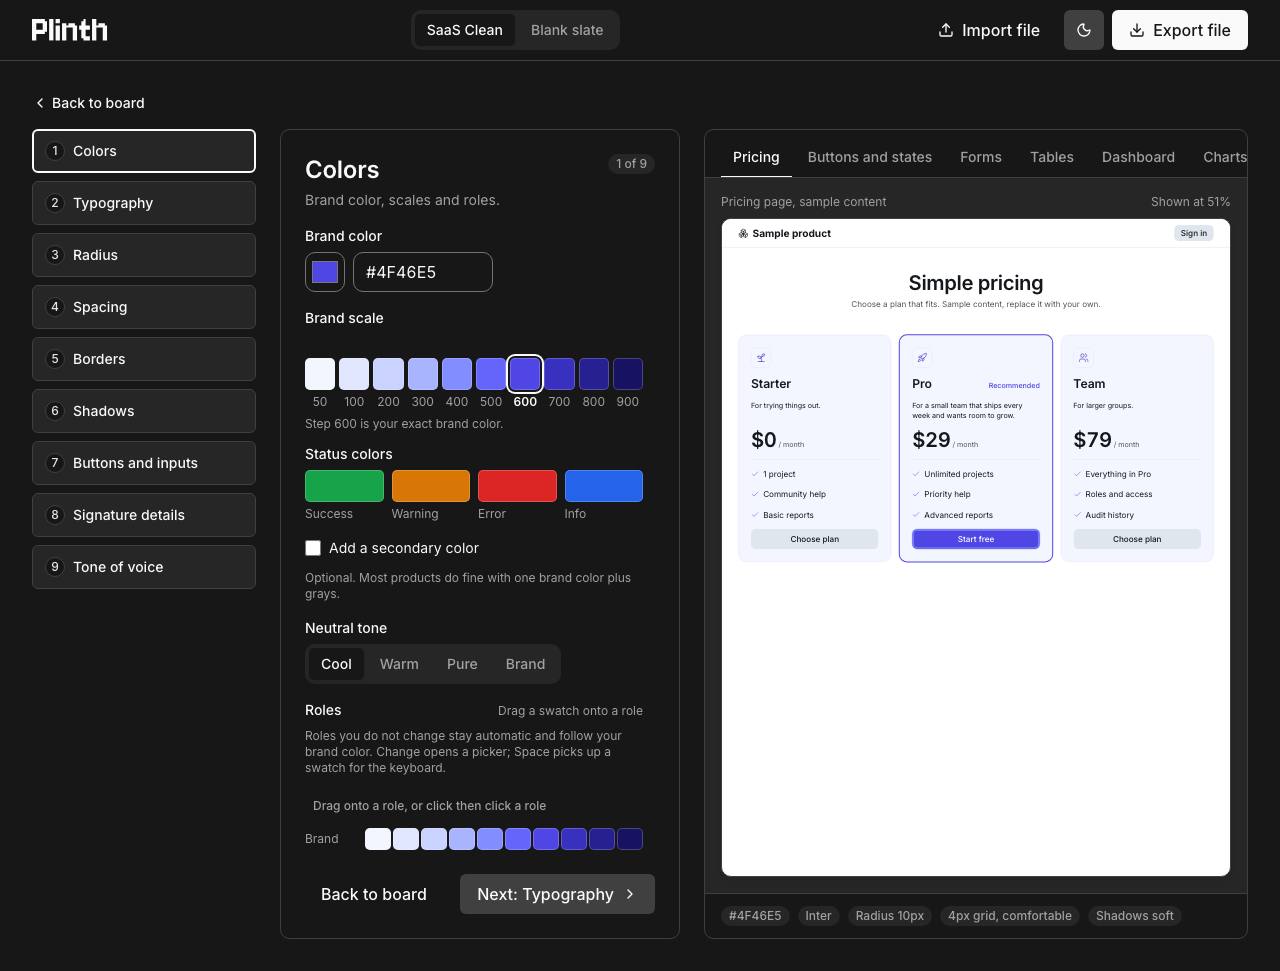 Plinth
SaaS Clean
Blank slate
Import file
Export file
Back to board
1 Colors
2 Typography
3 Radius
4 Spacing
5 Borders
6 Shadows
7 Buttons and inputs
8 Signature details
9 Tone of voice
Colors
1 of 9
Brand color, scales and roles.
Brand color
#4F46E5
Brand scale
50 100 200 300 400 500 600 700 800 900
Step 600 is your exact brand color.
Status colors
Success Warning Error Info
Add a secondary color
Optional. Most products do fine with one brand color plus
grays.
Neutral tone
Cool Warm Pure Brand
Roles
Drag a swatch onto a role
Roles you do not change stay automatic and follow your
brand color. Change opens a picker; Space picks up a
swatch for the keyboard.
Drag onto a role, or click then click a role
Brand
Back to board
Next: Typography
Pricing Buttons and states Forms Tables Dashboard Charts
Pricing page, sample content
Shown at 51%
Sample product
Sign in
Simple pricing
Choose a plan that fits. Sample content, replace it with your own.
Starter
For trying things out.
$0 / month
1 project
Community help
Basic reports
Choose plan
Pro
Recommended
For a small team that ships every
week and wants room to grow.
$29 / month
Unlimited projects
Priority help
Advanced reports
Start free
Team
For larger groups.
$79 / month
Everything in Pro
Roles and access
Audit history
Choose plan
#4F46E5
Inter
Radius 10px
4px grid, comfortable
Shadows soft